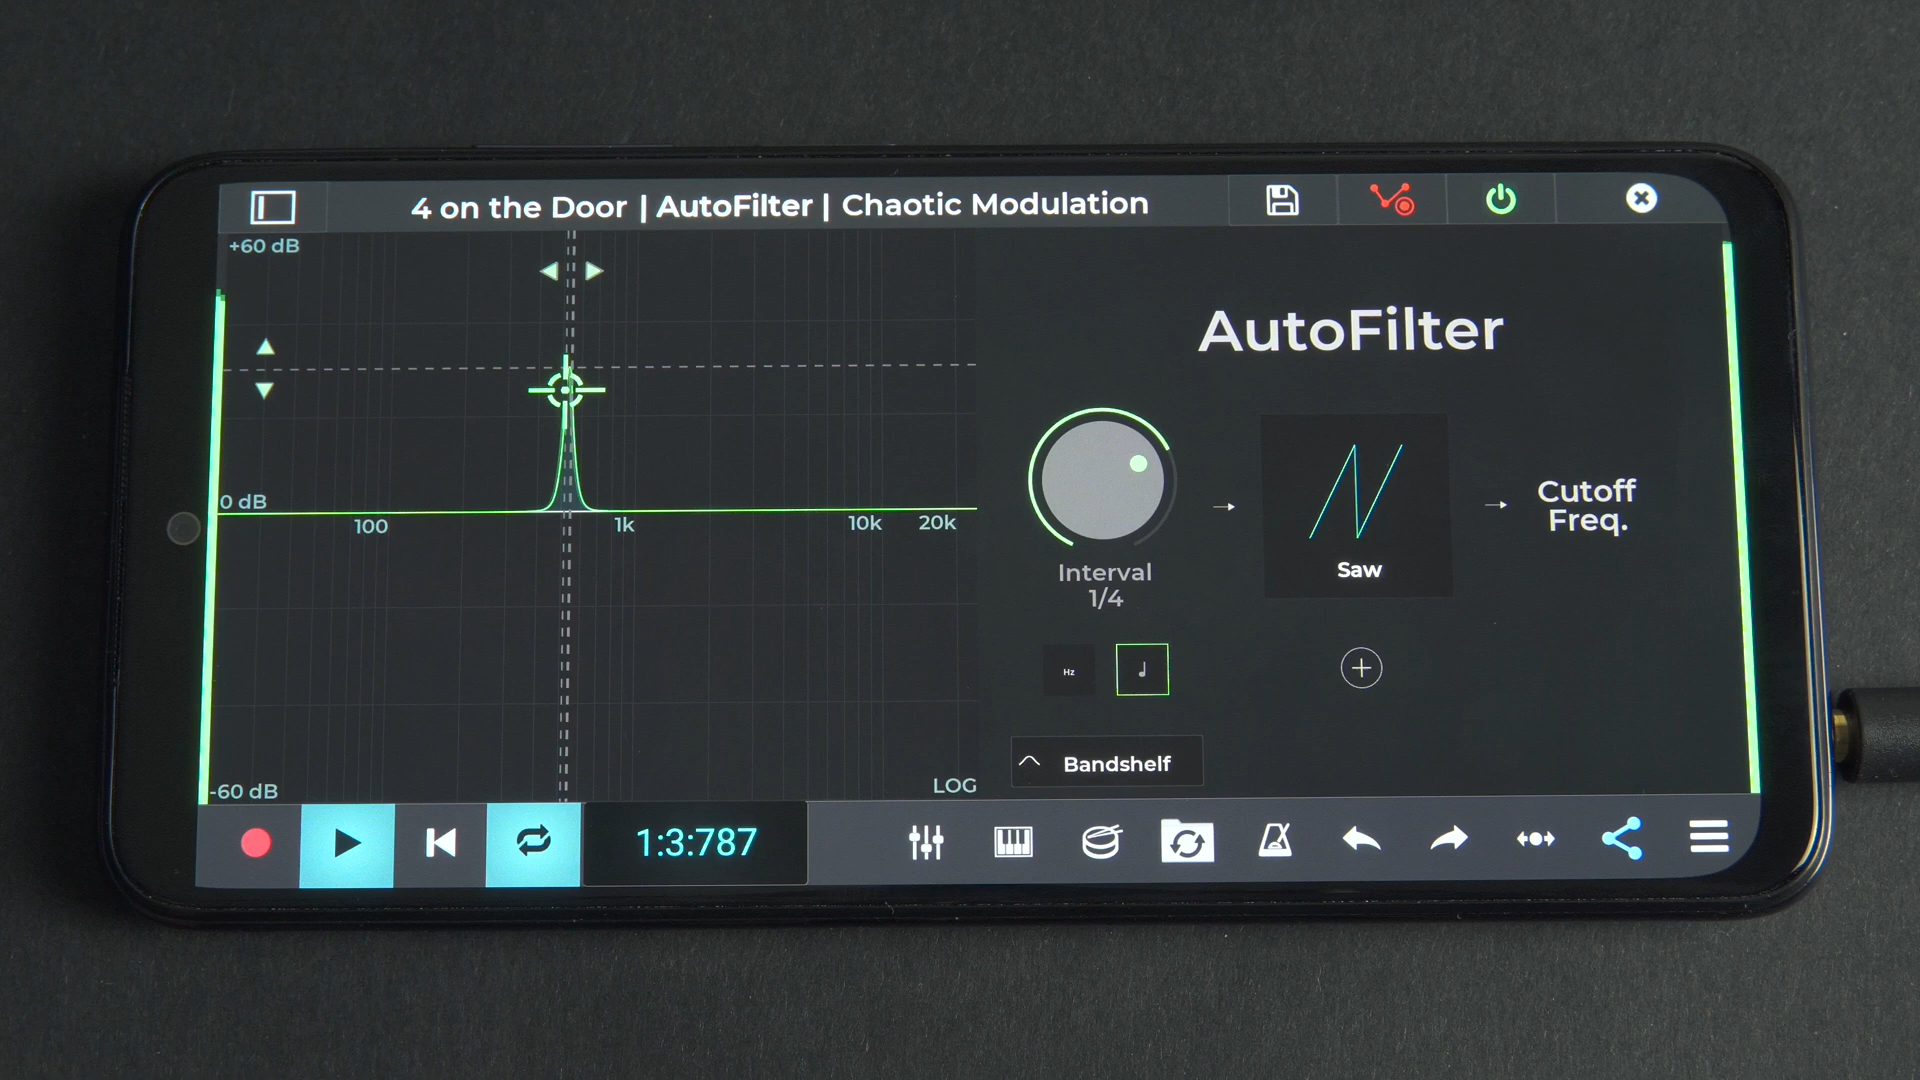 4 on the Door | AutoFilter | Chaotic Modulation
+60 dB
0 dB
100
1k
10k
20k
-60 dB
LOG
AutoFilter
Interval
1/4
Hz
Saw
Cutoff
Freq.
Bandshelf
1:3:787